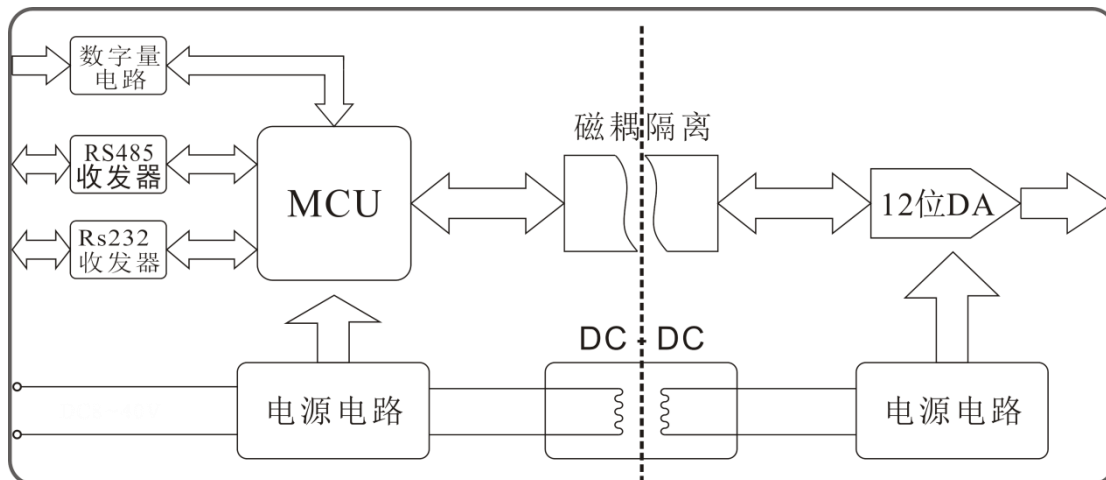 数字量
电路
RS485
收发器
Rs232
收发器
MCU
磁耦隔离
12位DA
DC - DC
电源电路
电源电路